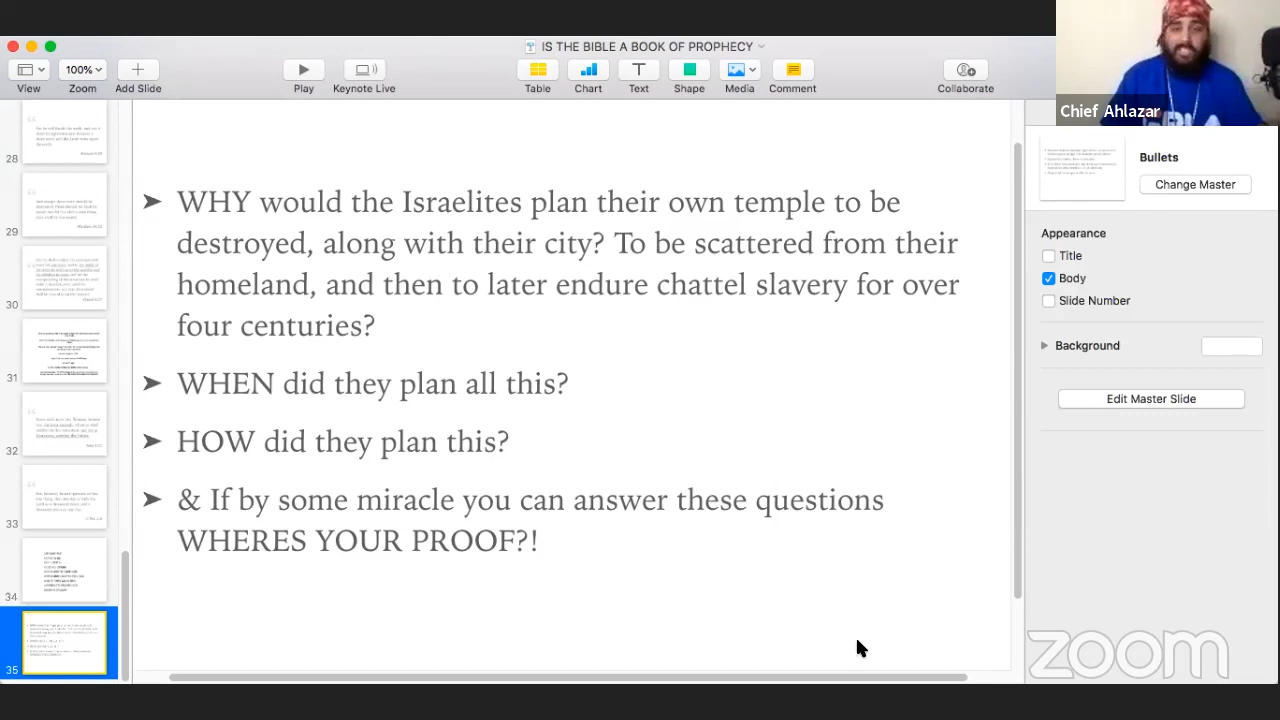 IS THE BIBLE A BOOK OF PROPHECY
100%
View
Zoom
Add Slide
Play
Keynote Live
Table
Chart
Text
Shape
Media
Comment
Collaborate
Chief Ahlazar
28
29
30
31
32
33
34
35
➤ WHY would the Israelites plan their own temple to be
destroyed, along with their city? To be scattered from their
homeland, and then to later endure chattel slavery for over
four centuries?
➤ WHEN did they plan all this?
➤ HOW did they plan this?
➤ & If by some miracle you can answer these questions
WHERES YOUR PROOF?!
Bullets
Change Master
Appearance
Title
Body
Slide Number
Background
Edit Master Slide
zoom